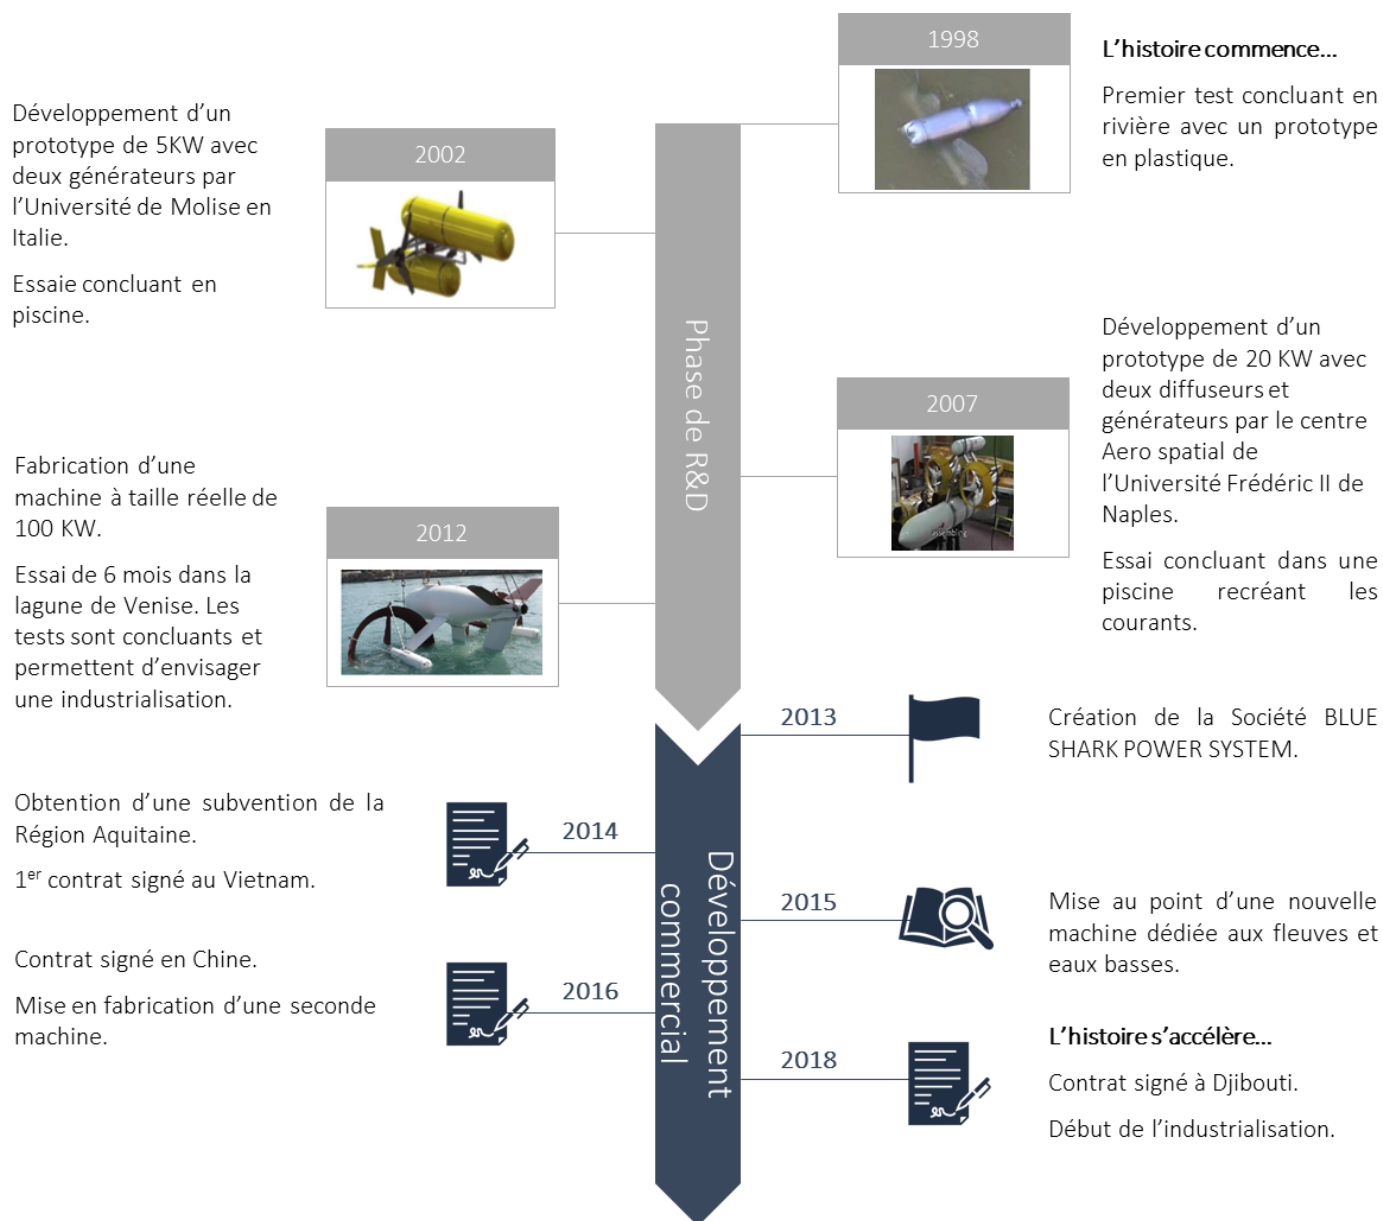 1998
L'histoire commence...
Premier test concluant en
rivière avec un prototype
en plastique.
Développement d'un
prototype de 5KW avec
deux générateurs par
l'Université de Molise en
Italie.
Essaie concluant en
piscine.
2002
Phase de R&D
Développement d'un
prototype de 20 KW avec
deux diffuseurs et
générateurs par le centre
Aero spatial de
l'Université Frédéric II de
Naples.
Essai concluant dans une
piscine recréant les
courants.
2007
Fabrication d'une
machine à taille réelle de
100 KW.
Essai de 6 mois dans la
lagune de Venise. Les
tests sont concluants et
permettent d'envisager
une industrialisation.
2012
2013
Création de la Société BLUE
SHARK POWER SYSTEM.
Développement
commercial
Obtention d'une subvention de la
Région Aquitaine.
1er contrat signé au Vietnam.
2014
2015
Mise au point d'une nouvelle
machine dédiée aux fleuves et
eaux basses.
Contrat signé en Chine.
Mise en fabrication d'une seconde
machine.
2016
L'histoire s'accélère...
2018
Contrat signé à Djibouti.
Début de l'industrialisation.